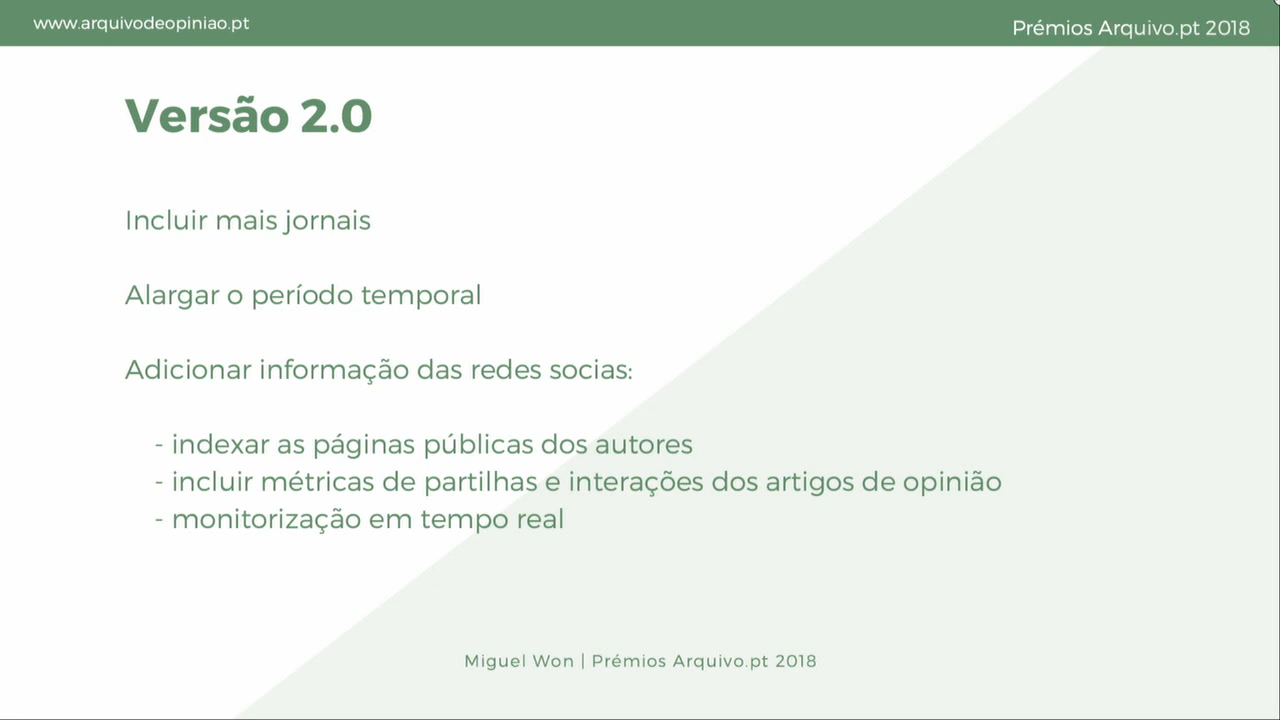 www.arquivodeopiniao.pt
Prémios Arquivo.pt 2018
Versão 2.0
Incluir mais jornais
Alargar o período temporal
Adicionar informação das redes socias:
- indexar as páginas públicas dos autores
- incluir métricas de partilhas e interações dos artigos de opinião
- monitorização em tempo real
Miguel Won | Prémios Arquivo.pt 2018